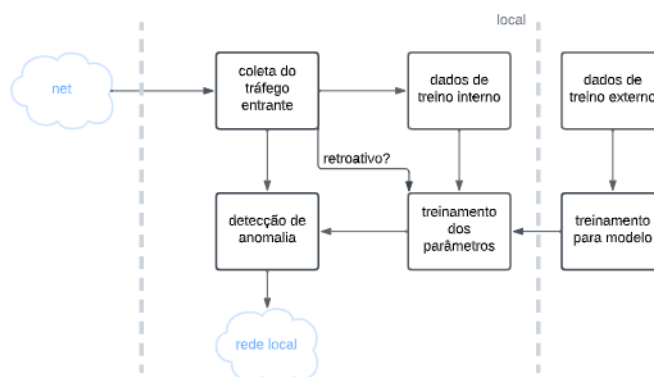 local
net
coleta do
tráfego
entrante
dados de
treino interno
dados de
treino externo
retroativo?
detecção de
anomalia
treinamento
dos
parâmetros
treinamento
para modelo
rede local